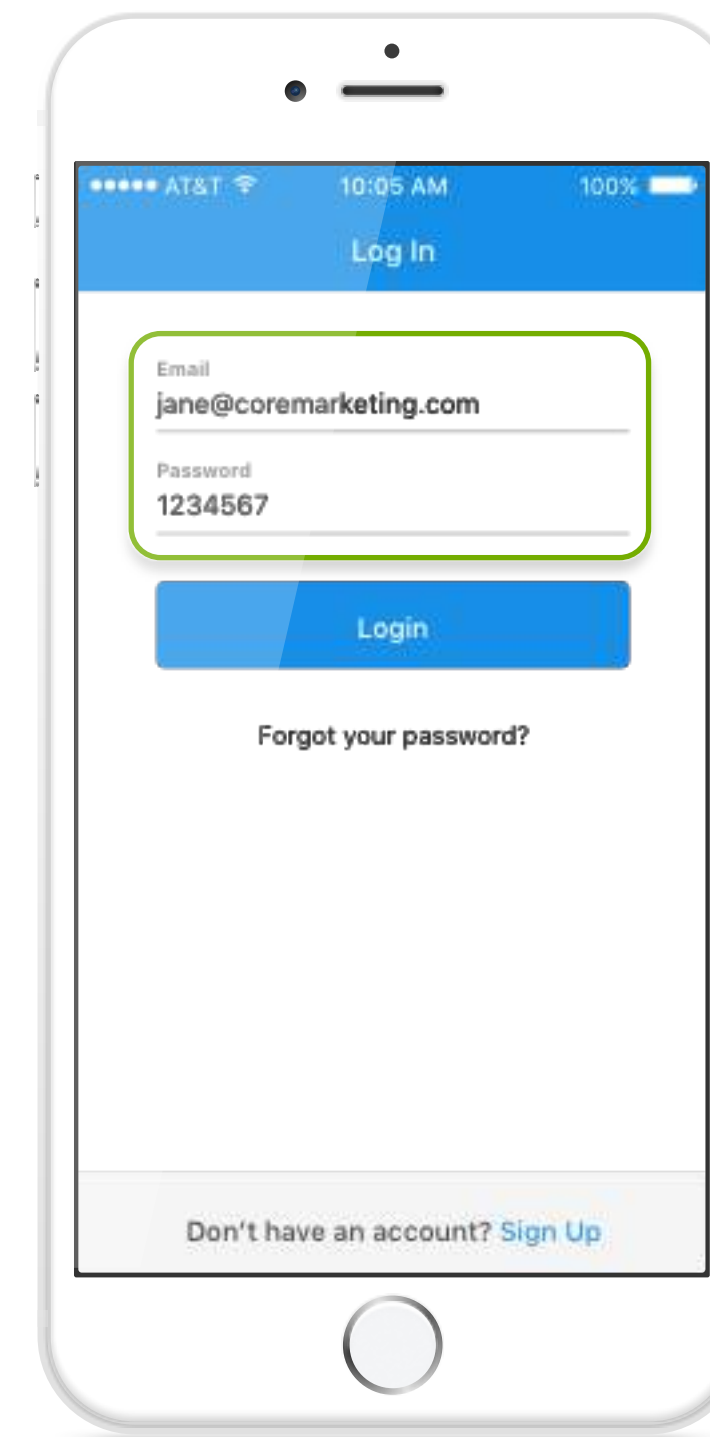 AT&T 10:05 AM 100%
Log In
Email
jane@coremarketing.com
Password
1234567
Login
Forgot your password?
Don't have an account? Sign Up